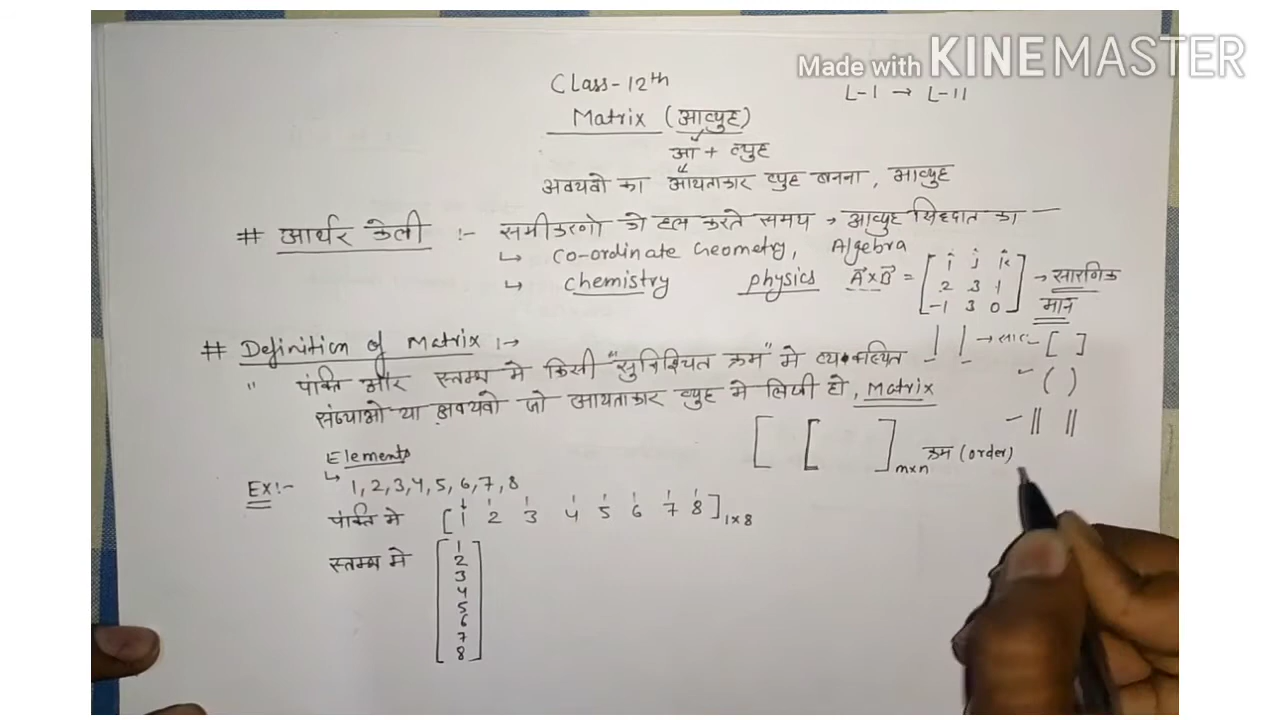 Made with KINEMASTER
Class-12th
L-I → L-II
Matrix (आव्युह)
आ + व्युह
अवयवो का आयताकार व्युह बनना, आव्युह
# आर्थर केली :- समीकरणो को हल करते समय → आव्युह सिद्दात का
↳ Co-ordinate Geometry, Algebra
↳ chemistry physics A⃗×B⃗ = [ î ĵ k̂
2 3 1
-1 3 0 ] → सारणिक
मान
# Definition of Matrix :→
| | → सार- [ ]
" पंक्ति और स्तम्भ मे किसी "सुनिश्चित क्रम" मे व्यवस्थित
( )
संख्याओ या अवयवो जो आयताकार व्युह मे लिखी हो, Matrix
|| ||
[ [ ] m×n क्रम (order)
Elements
Ex:- ↳ 1, 2, 3, 4, 5, 6, 7, 8
पंक्ति मे [ 1 2 3 4 5 6 7 8 ] 1×8
स्तम्भ मे [ 1
2
3
4
5
6
7
8 ]